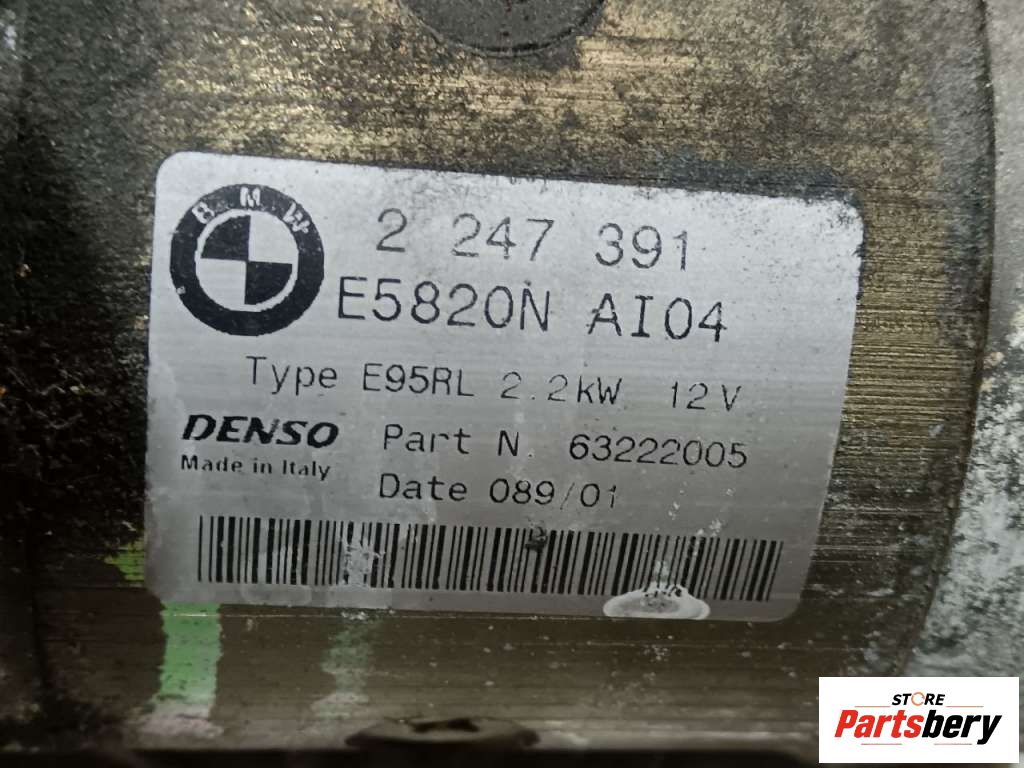 BMW
2 247 391
E5820N AI04
Type E95RL 2.2kW 12V
DENSO Part N. 63222005
Made in Italy
Date 089/01
STORE
Partsbery